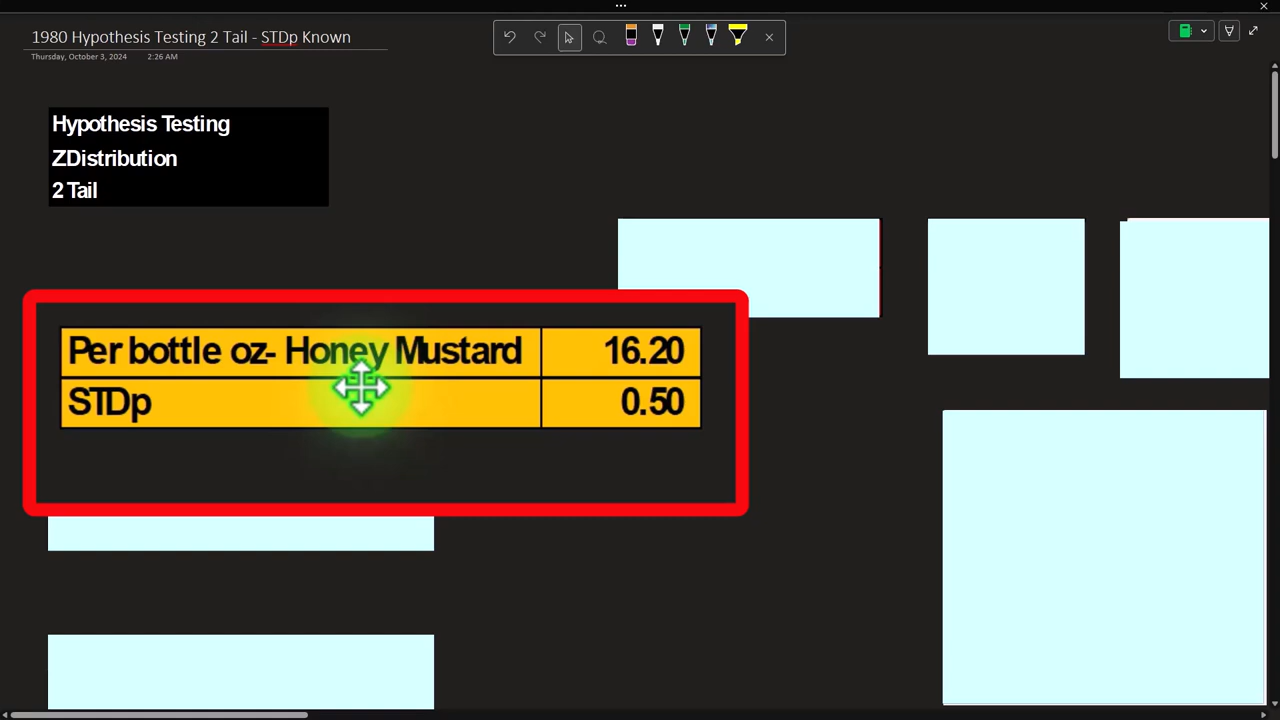 1980 Hypothesis Testing 2 Tail - STDp Known
Thursday, October 3, 2024 2:26 AM
Hypothesis Testing
ZDistribution
2 Tail
Per bottle oz- Honey Mustard 16.20
STDp 0.50